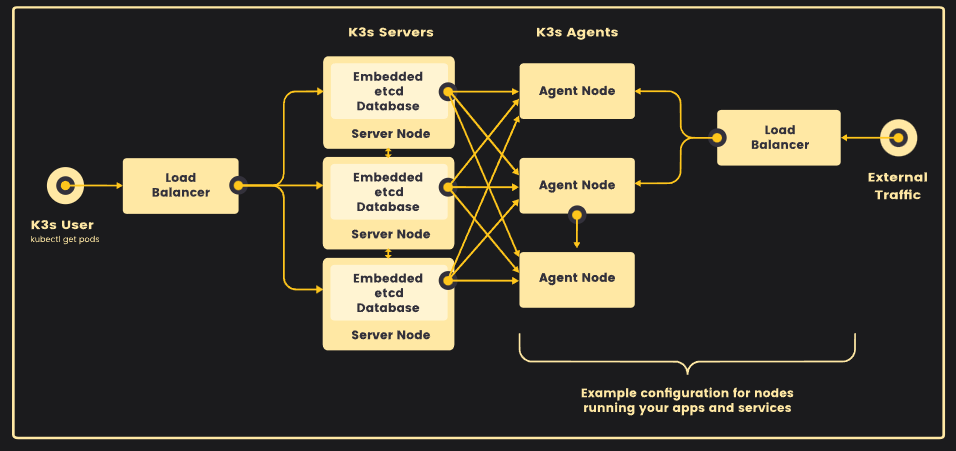 K3s Servers
K3s Agents
Embedded
etcd
Database
Server Node
Embedded
etcd
Database
Server Node
Embedded
etcd
Database
Server Node
Agent Node
Agent Node
Agent Node
Load
Balancer
K3s User
kubectl get pods
Load
Balancer
External
Traffic
Example configuration for nodes
running your apps and services